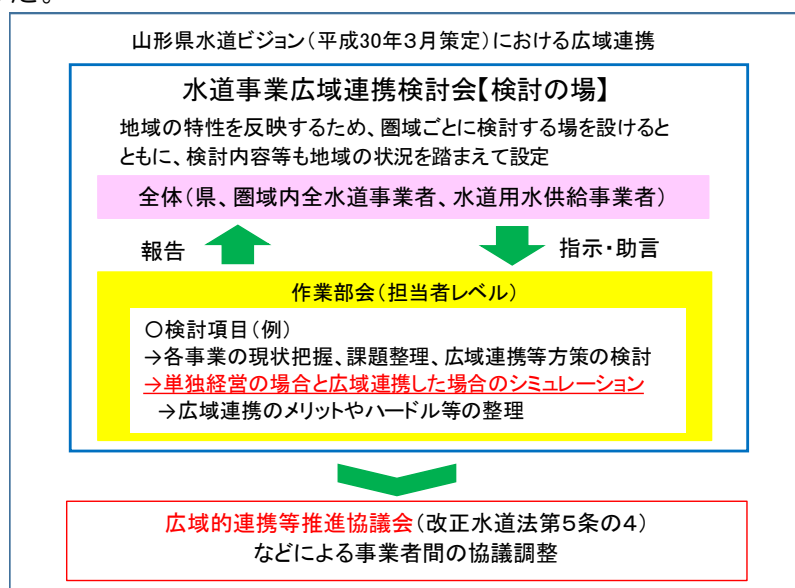 山形県水道ビジョン(平成30年3月策定)における広域連携
水道事業広域連携検討会【検討の場】
地域の特性を反映するため、圏域ごとに検討する場を設けると
ともに、検討内容等も地域の状況を踏まえて設定
全体(県、圏域内全水道事業者、水道用水供給事業者)
報告
指示・助言
作業部会(担当者レベル)
〇検討項目(例)
→各事業の現状把握、課題整理、広域連携等方策の検討
→単独経営の場合と広域連携した場合のシミュレーション
→広域連携のメリットやハードル等の整理
広域的連携等推進協議会(改正水道法第5条の4)
などによる事業者間の協議調整